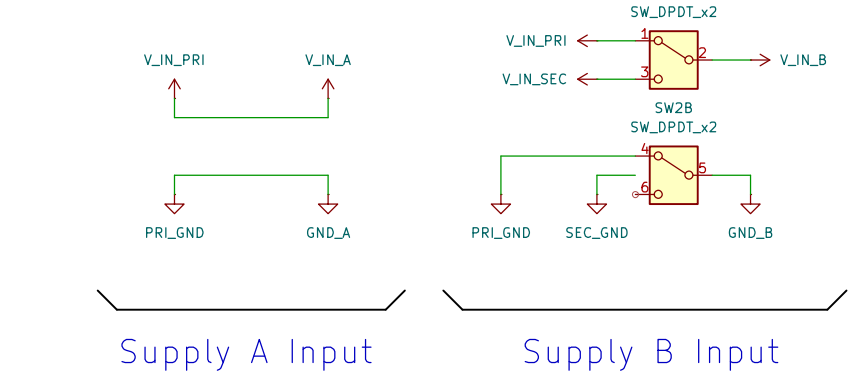 V_IN_PRI
V_IN_A
PRI_GND
GND_A
Supply A Input
SW_DPDT_x2
V_IN_PRI
1
2
V_IN_B
V_IN_SEC
3
SW2B
SW_DPDT_x2
4
5
6
PRI_GND
SEC_GND
GND_B
Supply B Input